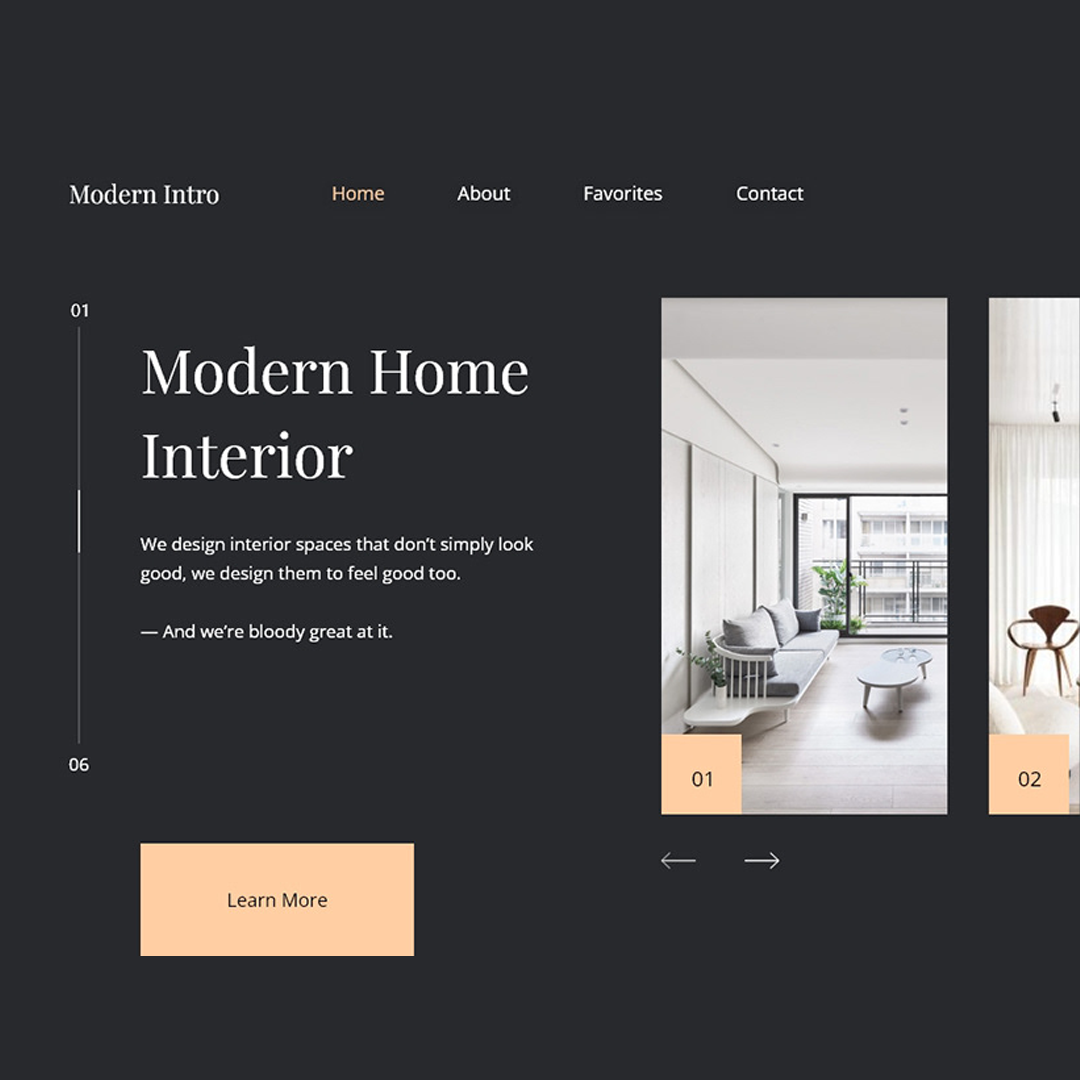 Modern Intro
Home
About
Favorites
Contact
01
Modern Home
Interior
We design interior spaces that don’t simply look
good, we design them to feel good too.
— And we’re bloody great at it.
06
01
02
Learn More